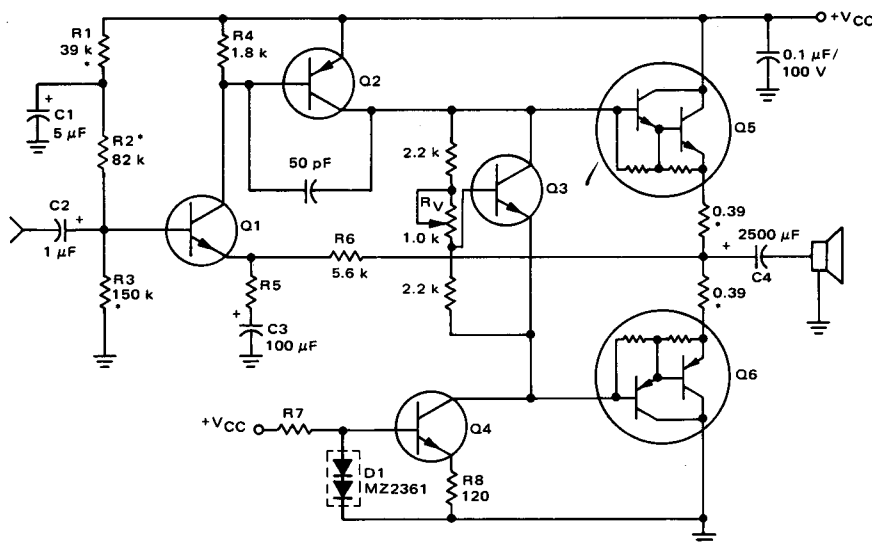 R1
39 k
*
+
C1
5 µF
R2*
82 k
C2
+
1 µF
R3
150 k
*
R4
1.8 k
Q2
50 pF
Q1
R6
5.6 k
R5
+
C3
100 µF
2.2 k
RV
1.0 k
2.2 k
Q3
+VCC
0.1 µF/
100 V
Q5
0.39
*
2500 µF
+
C4
0.39
*
Q6
+VCC
R7
D1
MZ2361
Q4
R8
120